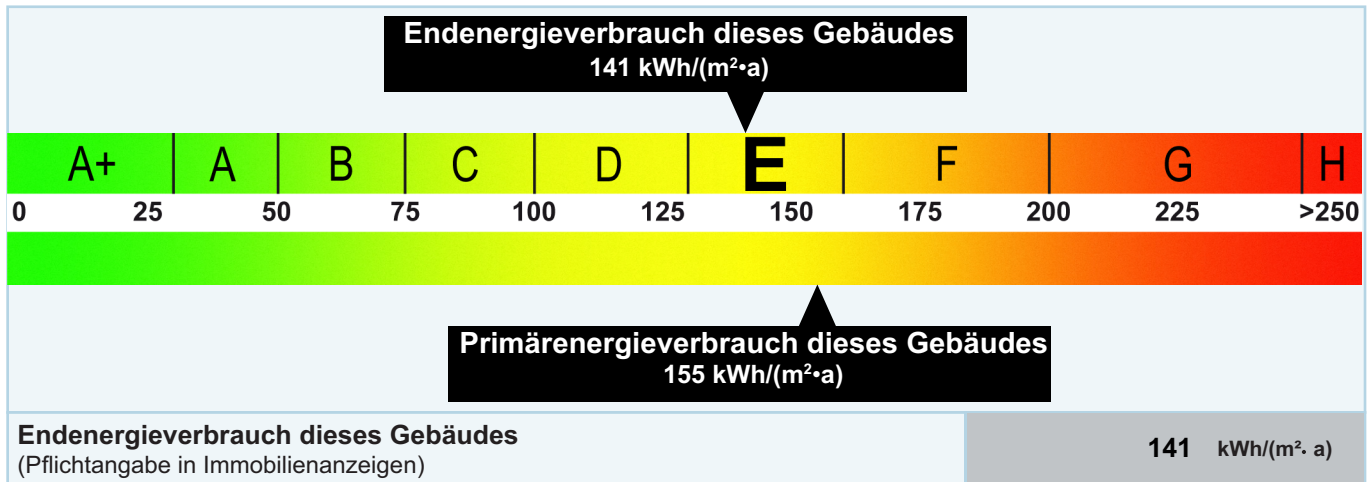 Endenergieverbrauch dieses Gebäudes
141 kWh/(m²•a)
A+ A B C D E F G H
0 25 50 75 100 125 150 175 200 225 >250
Primärenergieverbrauch dieses Gebäudes
155 kWh/(m²•a)
Endenergieverbrauch dieses Gebäudes
(Pflichtangabe in Immobilienanzeigen)
141 kWh/(m²· a)